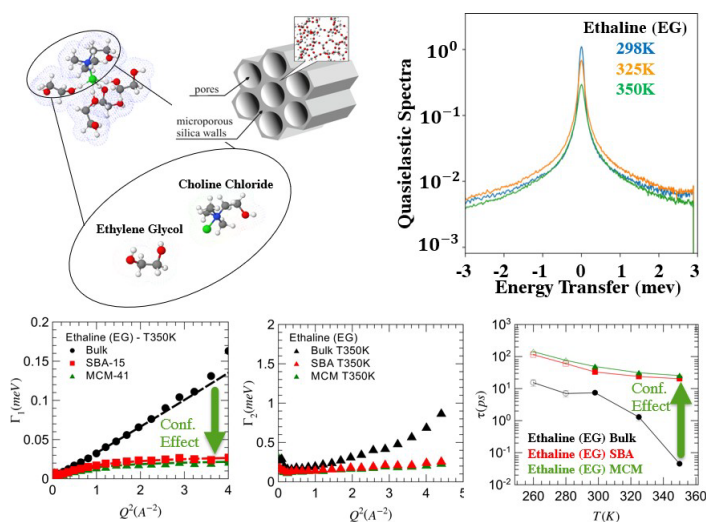 pores
microporous
silica walls
Choline Chloride
Ethylene Glycol
Ethaline (EG)
298K
325K
350K
Quasielastic Spectra
10⁰
10⁻¹
10⁻²
10⁻³
-3
-2
-1
0
1
2
3
Energy Transfer (mev)
Ethaline (EG) - T350K
Bulk
SBA-15
MCM-41
Conf.
Effect
Γ₁(meV)
0.2
0.15
0.1
0.05
0
0
1
2
3
4
Q²(A⁻²)
Ethaline (EG)
Bulk T350K
SBA T350K
MCM T350K
Γ₂(meV)
2
1.5
1
0.5
0
0
1
2
3
4
5
Q²(A⁻²)
τ(ps)
10⁵
10⁴
10³
10²
10¹
10⁰
10⁻¹
10⁻²
Conf.
Effect
Ethaline (EG) Bulk
Ethaline (EG) SBA
Ethaline (EG) MCM
260
280
300
320
340
360
T(K)